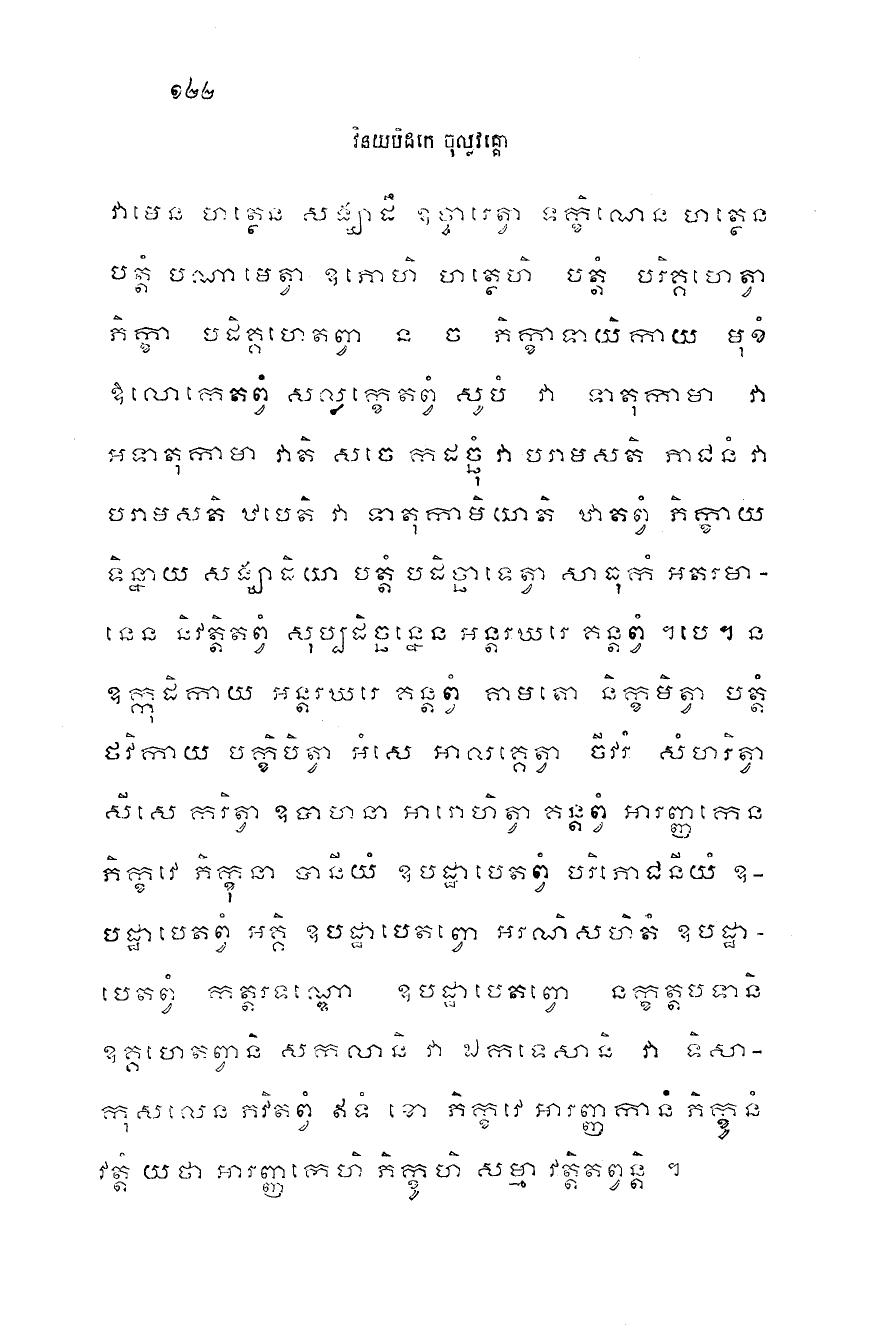 ១២២
វិនយបិដកេ ចុល្លវគ្គោ
វាមេន ហត្ថេន សង្ឃាដឹ ឧច្ចារេត្វា ទក្ខិណេន ហត្ថេន
បត្តំ បណាមេត្វា ឧភោហិ ហត្ថេហិ បត្តំ បរិគ្គហេត្វា
ភិក្ខា បដិគ្គហេតព្វា ន ច ភិក្ខាទាយិកាយ មុខំ
ឱលោកេតព្វំ សល្លក្ខេតព្វំ សូបំ វា ទាតុកាមា វា
អទាតុកាមា វាតិ សចេ កដច្ឆុំ វា បរាមសតិ ភាជនំ វា
បរាមសតិ ឋបេតិ វា ទាតុកាមិយាតិ ឋាតព្វំ ភិក្ខាយ
ទិន្នាយ សង្ឃាដិយា បត្តំ បដិច្ឆាទេត្វា សាធុកំ អតរមា-
នេន និវត្តិតព្វំ សុប្បដិច្ឆន្នេន អន្តរឃរេ គន្តព្វំ ។បេ។ ន
ឧក្កុដិកាយ អន្តរឃរេ គន្តព្វំ គាមតោ និក្ខមិត្វា បត្តំ
ថវិកាយ បក្ខិបិត្វា អំសេ អាលគ្គេត្វា ចីវរំ សំហរិត្វា
សីសេ ករិត្វា ឧបាហនា អារោហិត្វា គន្តព្វំ អារញ្ញកេន
ភិក្ខវេ ភិក្ខុនា បានីយំ ឧបដ្ឋាបេតព្វំ បរិភោជនីយំ ឧ-
បដ្ឋាបេតព្វំ អគ្គិ ឧបដ្ឋាបេតព្វោ អរណិសហិតំ ឧបដ្ឋា-
បេតព្វំ កត្តរទណ្ឌោ ឧបដ្ឋាបេតព្វោ នក្ខត្តបទានិ
ឧគ្គហេតព្វានិ សកលានិ វា ឯកទេសានិ វា ទិសា-
កុសលេន ភវិតព្វំ ឥទំ ខោ ភិក្ខវេ អារញ្ញកានំ ភិក្ខូនំ
វត្តំ យថា អារញ្ញកេហិ ភិក្ខូហិ សម្មា វត្តិតព្វន្តិ ។